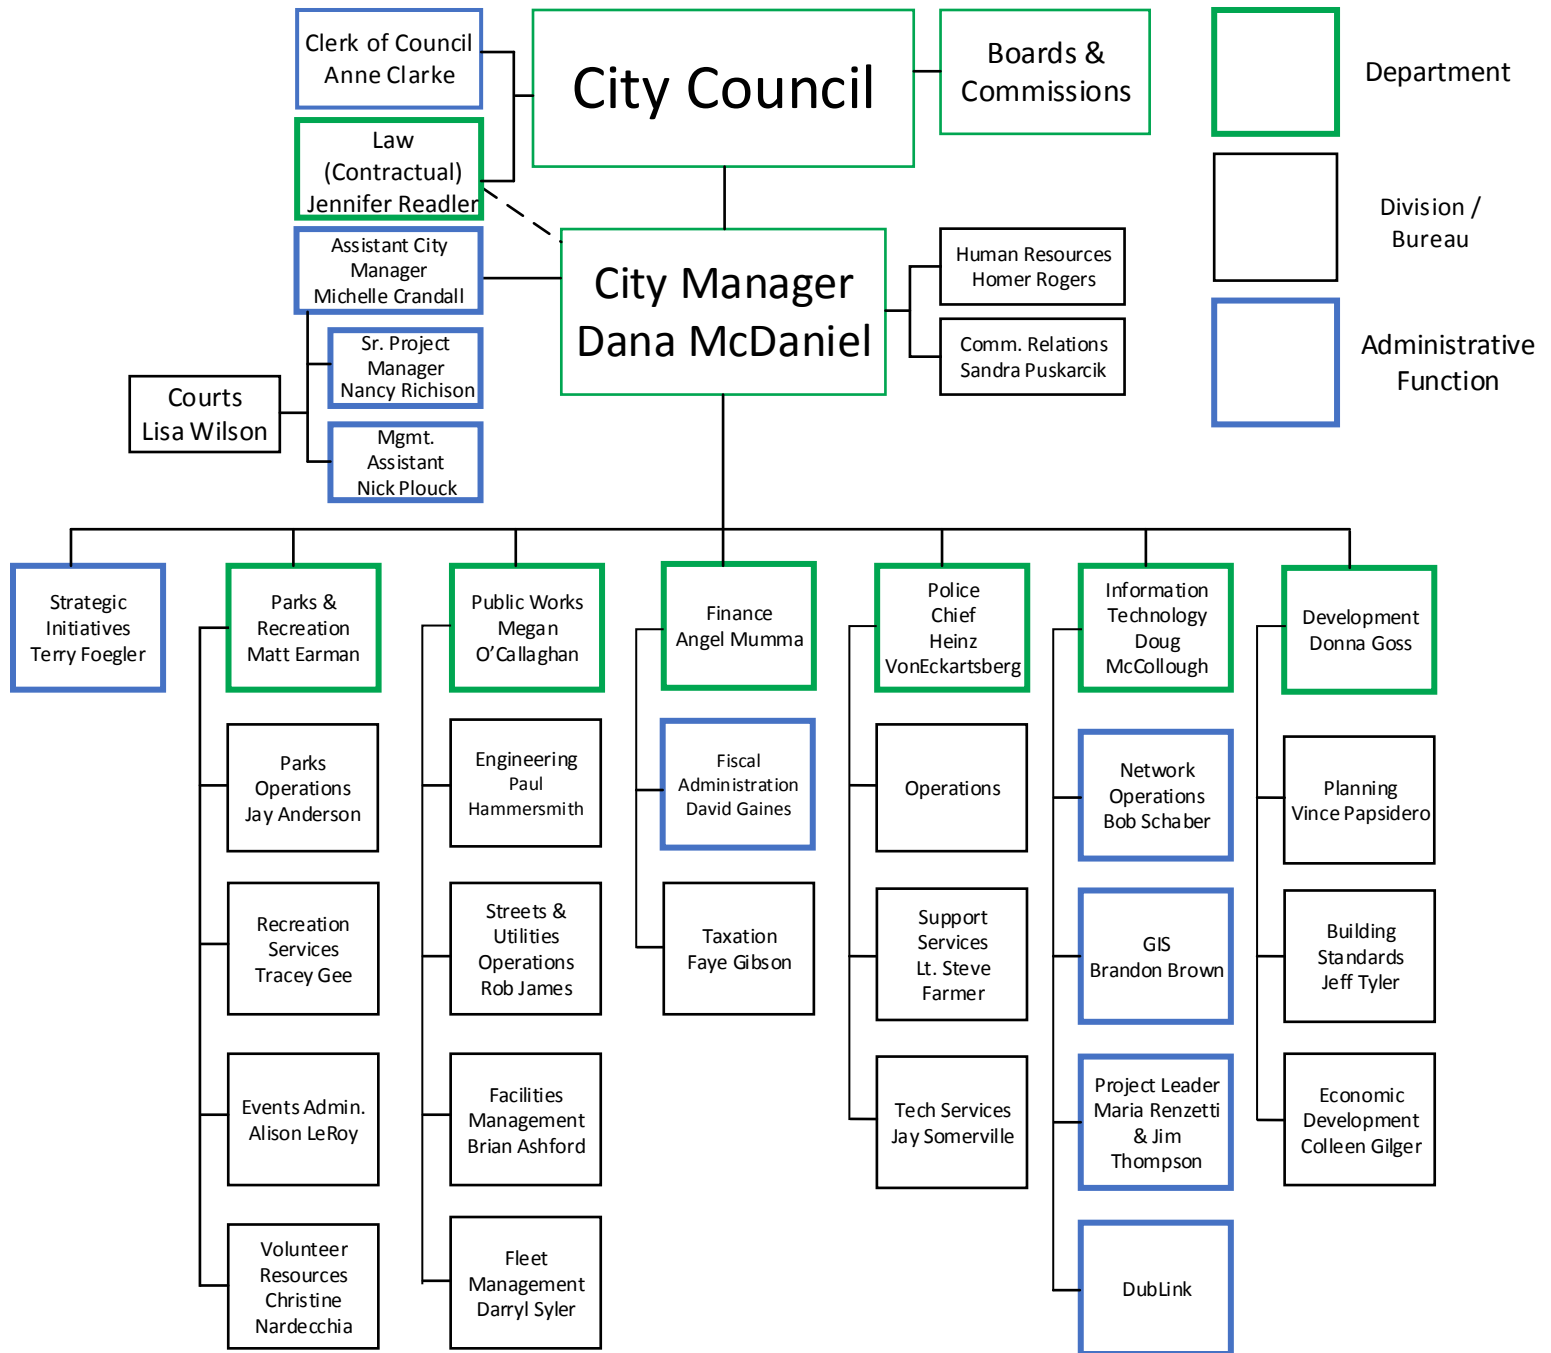 Clerk of Council
Anne Clarke
City Council
Boards &
Commissions
Department
Law
(Contractual)
Jennifer Readler
Division /
Bureau
Assistant City
Manager
Michelle Crandall
City Manager
Dana McDaniel
Human Resources
Homer Rogers
Comm. Relations
Sandra Puskarcik
Administrative
Function
Sr. Project
Manager
Nancy Richison
Courts
Lisa Wilson
Mgmt.
Assistant
Nick Plouck
Strategic
Initiatives
Terry Foegler
Parks &
Recreation
Matt Earman
Public Works
Megan
O’Callaghan
Finance
Angel Mumma
Police
Chief
Heinz
VonEckartsberg
Information
Technology
Doug
McCollough
Development
Donna Goss
Parks
Operations
Jay Anderson
Engineering
Paul
Hammersmith
Fiscal
Administration
David Gaines
Operations
Network
Operations
Bob Schaber
Planning
Vince Papsidero
Recreation
Services
Tracey Gee
Streets &
Utilities
Operations
Rob James
Taxation
Faye Gibson
Support
Services
Lt. Steve
Farmer
GIS
Brandon Brown
Building
Standards
Jeff Tyler
Events Admin.
Alison LeRoy
Facilities
Management
Brian Ashford
Tech Services
Jay Somerville
Project Leader
Maria Renzetti
& Jim
Thompson
Economic
Development
Colleen Gilger
Volunteer
Resources
Christine
Nardecchia
Fleet
Management
Darryl Syler
DubLink